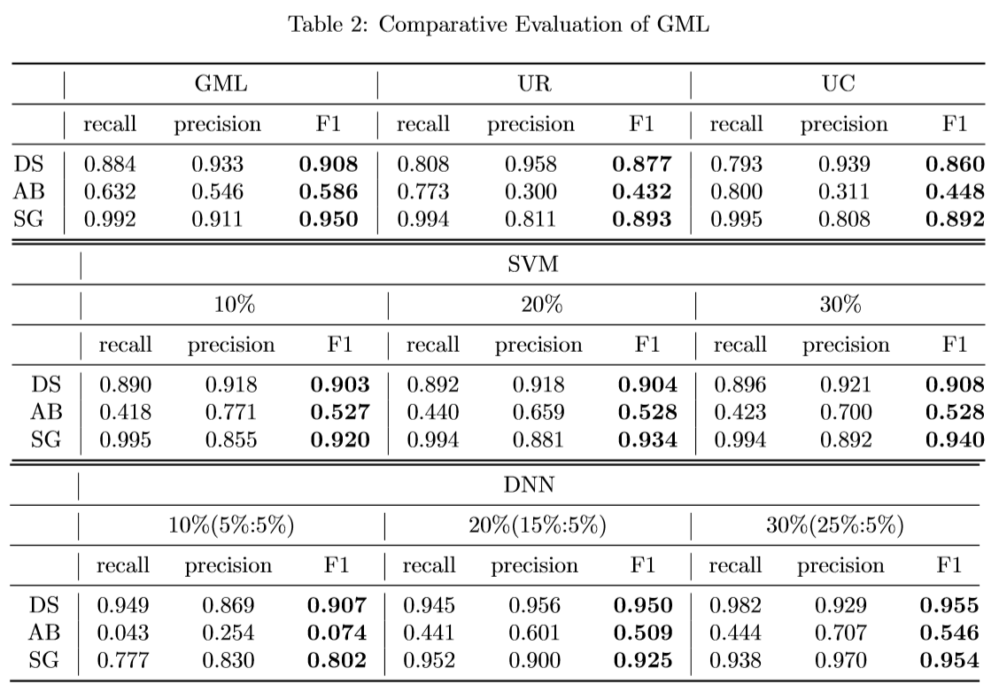 Table 2: Comparative Evaluation of GML
GML UR UC
recall precision F1 recall precision F1 recall precision F1
DS 0.884 0.933 0.908 0.808 0.958 0.877 0.793 0.939 0.860
AB 0.632 0.546 0.586 0.773 0.300 0.432 0.800 0.311 0.448
SG 0.992 0.911 0.950 0.994 0.811 0.893 0.995 0.808 0.892
SVM
10% 20% 30%
recall precision F1 recall precision F1 recall precision F1
DS 0.890 0.918 0.903 0.892 0.918 0.904 0.896 0.921 0.908
AB 0.418 0.771 0.527 0.440 0.659 0.528 0.423 0.700 0.528
SG 0.995 0.855 0.920 0.994 0.881 0.934 0.994 0.892 0.940
DNN
10%(5%:5%) 20%(15%:5%) 30%(25%:5%)
recall precision F1 recall precision F1 recall precision F1
DS 0.949 0.869 0.907 0.945 0.956 0.950 0.982 0.929 0.955
AB 0.043 0.254 0.074 0.441 0.601 0.509 0.444 0.707 0.546
SG 0.777 0.830 0.802 0.952 0.900 0.925 0.938 0.970 0.954